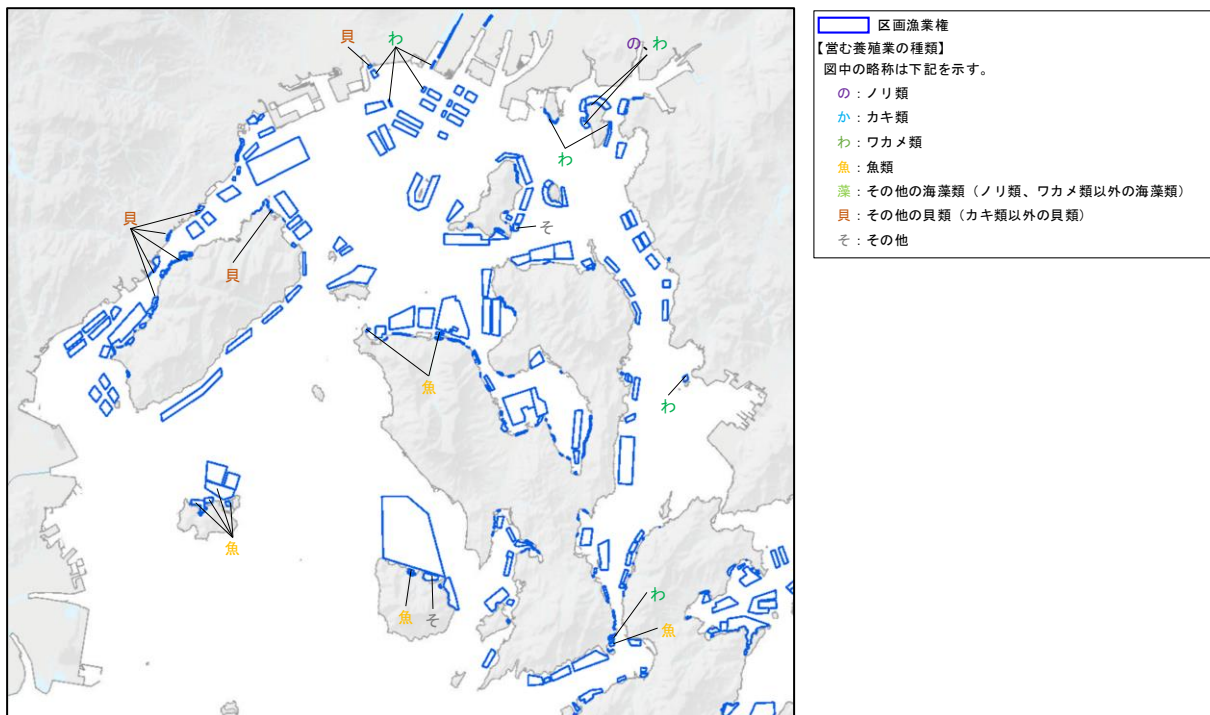 区画漁業権
【営む養殖業の種類】
図中の略称は下記を示す。
の：ノリ類
か：カキ類
わ：ワカメ類
魚：魚類
藻：その他の海藻類（ノリ類、ワカメ類以外の海藻類）
貝：その他の貝類（カキ類以外の貝類）
そ：その他
貝
わ
の、わ
わ
貝
そ
貝
魚
わ
魚
わ
魚
そ
魚